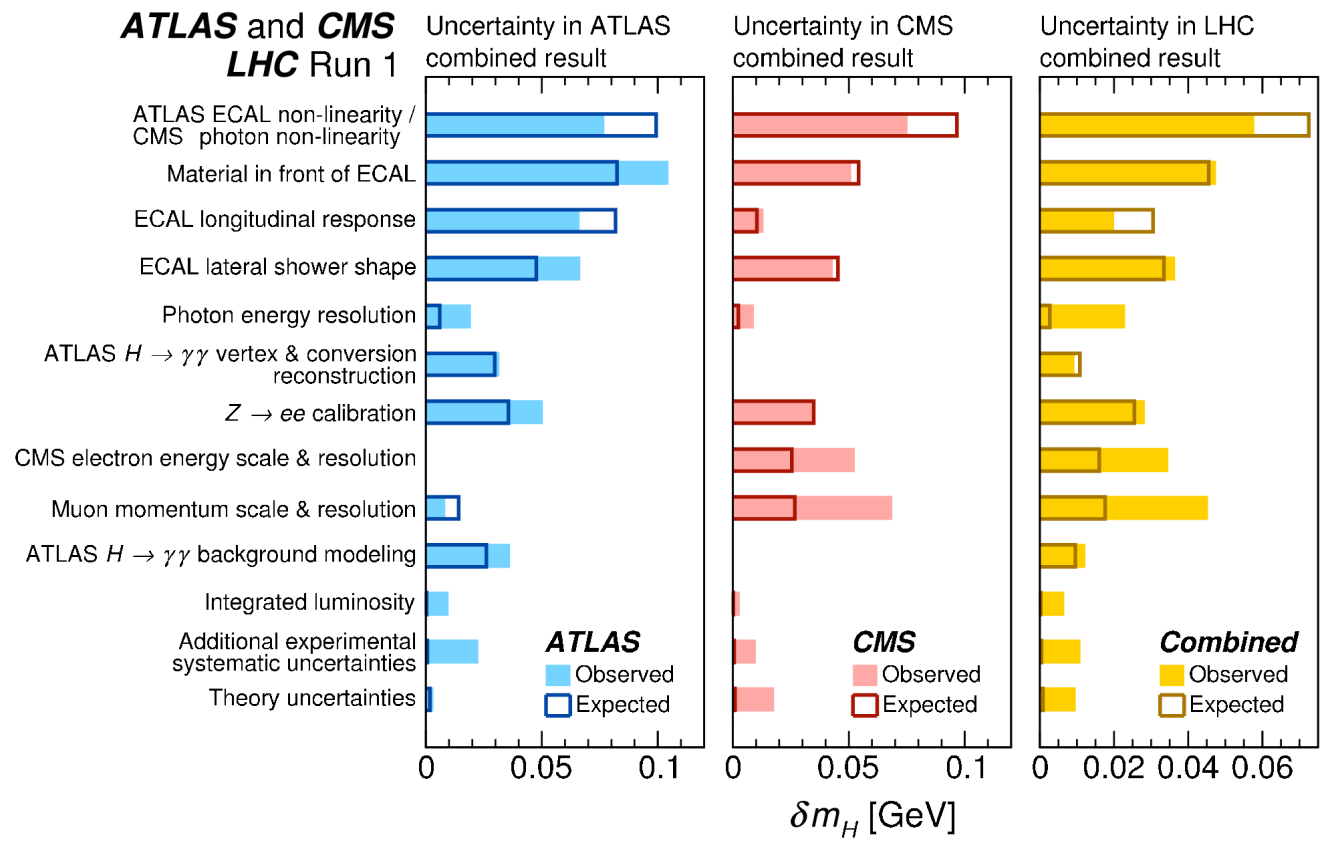 ATLAS and CMS
LHC Run 1
Uncertainty in ATLAS
combined result
Uncertainty in CMS
combined result
Uncertainty in LHC
combined result
ATLAS ECAL non-linearity /
CMS photon non-linearity
Material in front of ECAL
ECAL longitudinal response
ECAL lateral shower shape
Photon energy resolution
ATLAS H → γγ vertex & conversion
reconstruction
Z → ee calibration
CMS electron energy scale & resolution
Muon momentum scale & resolution
ATLAS H → γγ background modeling
Integrated luminosity
Additional experimental
systematic uncertainties
Theory uncertainties
ATLAS
Observed
Expected
CMS
Observed
Expected
Combined
Observed
Expected
0 0.05 0.1
0 0.05 0.1
0 0.02 0.04 0.06
δm_H [GeV]